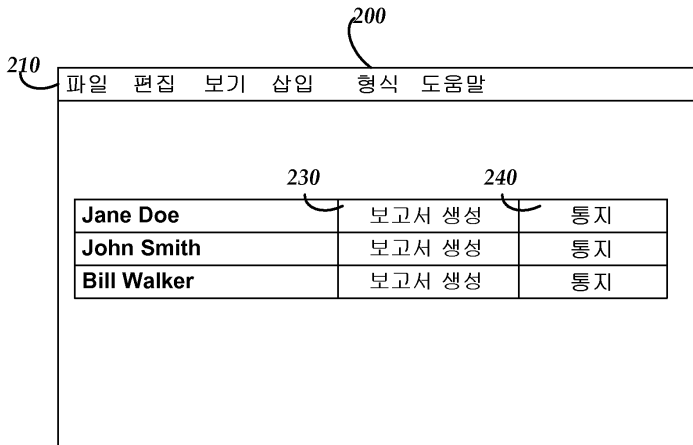 200
210
파일 편집 보기 삽입 형식 도움말
230 240
Jane Doe 보고서 생성 통지
John Smith 보고서 생성 통지
Bill Walker 보고서 생성 통지